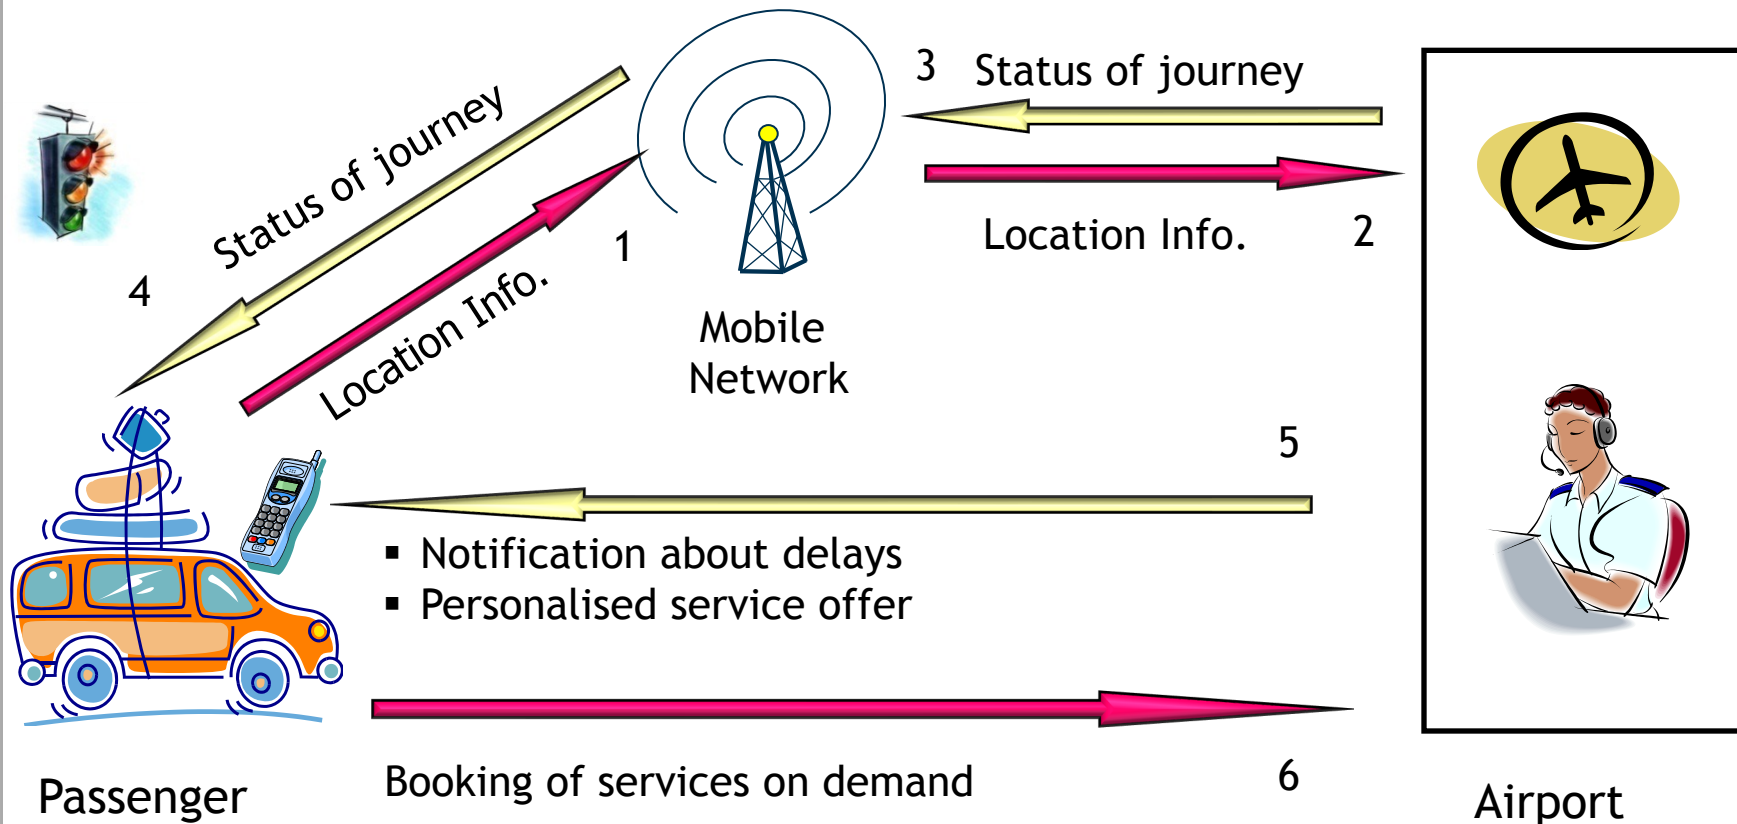 3 Status of journey
Status of journey
1
Location Info. 2
4
Location Info.
Mobile
Network
5
▪ Notification about delays
▪ Personalised service offer
Booking of services on demand 6
Passenger
Airport